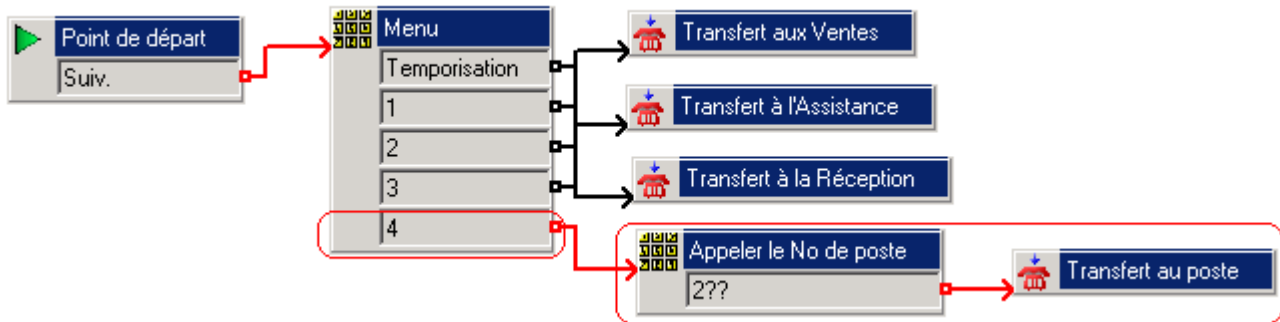 Point de départ
Suiv.
Menu
Temporisation
1
2
3
4
Transfert aux Ventes
Transfert à l'Assistance
Transfert à la Réception
Appeler le No de poste
2??
Transfert au poste